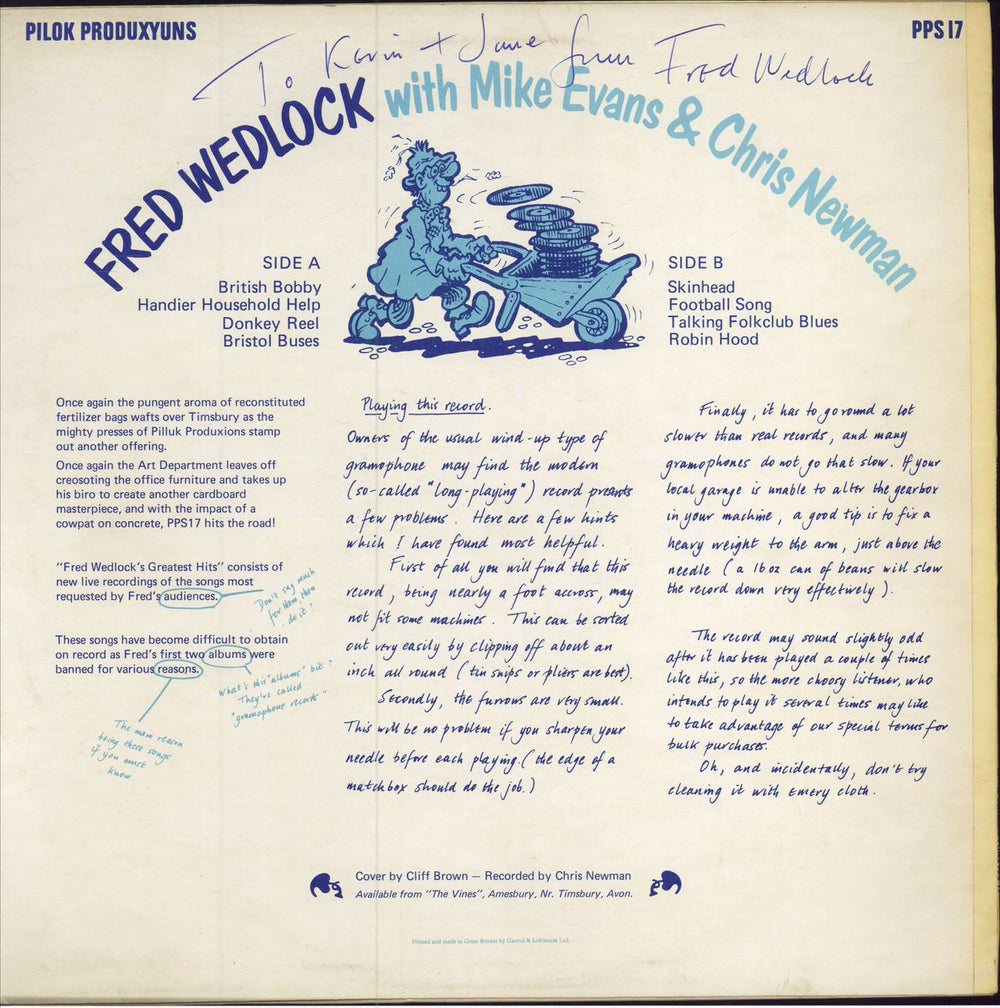 PILOK PRODUXYUNS
PPS 17
To Kevin + Jane from Fred Wedlock
FRED WEDLOCK with Mike Evans & Chris Newman
SIDE A
British Bobby
Handier Household Help
Donkey Reel
Bristol Buses
SIDE B
Skinhead
Football Song
Talking Folkclub Blues
Robin Hood
Once again the pungent aroma of reconstituted
fertilizer bags wafts over Timsbury as the
mighty presses of Pilluk Produxions stamp
out another offering.
Once again the Art Department leaves off
creosoting the office furniture and takes up
his biro to create another cardboard
masterpiece, and with the impact of a
cowpat on concrete, PPS17 hits the road!
"Fred Wedlock's Greatest Hits" consists of
new live recordings of the songs most
requested by Fred's audiences.
Don't say much
for them, then
do it?
These songs have become difficult to obtain
on record as Fred's first two albums were
banned for various reasons.
What's this "albums" bit?
They're called
"gramophone records"
The main reason
being these songs
if you must
know
Playing this record.
Owners of the usual wind-up type of
gramophone may find the modern
(so-called "long-playing") record presents
a few problems. Here are a few hints
which I have found most helpful.
First of all you will find that this
record, being nearly a foot accross, may
not fit some machines. This can be sorted
out very easily by clipping off about an
inch all round (tin snips or pliers are best).
Secondly, the furrows are very small.
This will be no problem if you sharpen your
needle before each playing. (the edge of a
matchbox should do the job.)
Finally, it has to go round a lot
slower than real records, and many
gramophones do not go that slow. If your
local garage is unable to alter the gearbox
in your machine, a good tip is to fix a
heavy weight to the arm, just above the
needle (a 16 oz can of beans will slow
the record down very effectively).
The record may sound slightly odd
after it has been played a couple of times
like this, so the more choosy listener, who
intends to play it several times may like
to take advantage of our special terms for
bulk purchases.
Oh, and incidentally, don't try
cleaning it with emery cloth.
Cover by Cliff Brown — Recorded by Chris Newman
Available from "The Vines", Amesbury, Nr. Timsbury, Avon.
Printed and made in Great Britain by Garrod & Lofthouse Ltd.